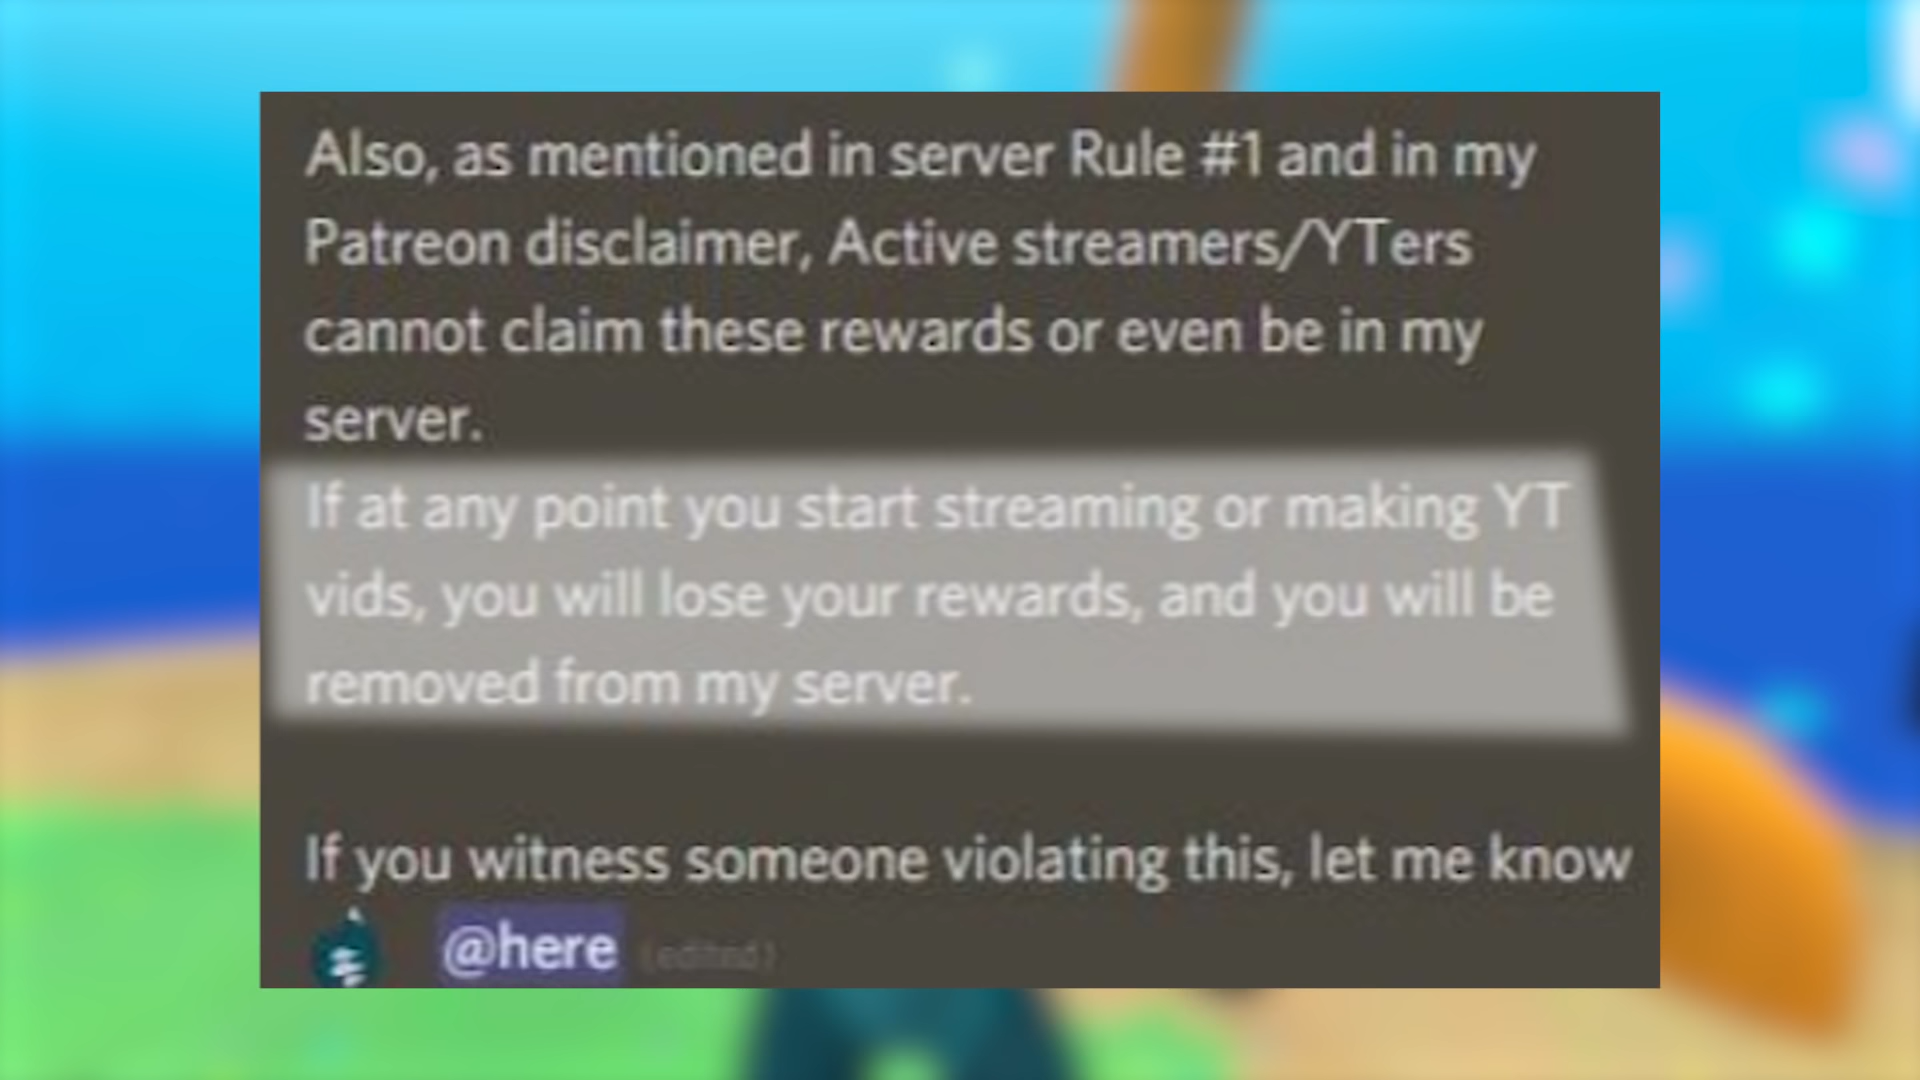 Also, as mentioned in server Rule #1 and in my
Patreon disclaimer, Active streamers/YTers
cannot claim these rewards or even be in my
server.
If at any point you start streaming or making YT
vids, you will lose your rewards, and you will be
removed from my server.
If you witness someone violating this, let me know
@here (edited)